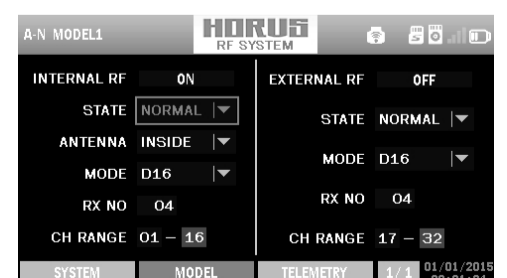 A-N MODEL1
HORUS
RF SYSTEM
INTERNAL RF ON
STATE NORMAL
ANTENNA INSIDE
MODE D16
RX NO 04
CH RANGE 01 – 16
EXTERNAL RF OFF
STATE NORMAL
MODE D16
RX NO 04
CH RANGE 17 – 32
SYSTEM MODEL TELEMETRY 1/1 01/01/2015